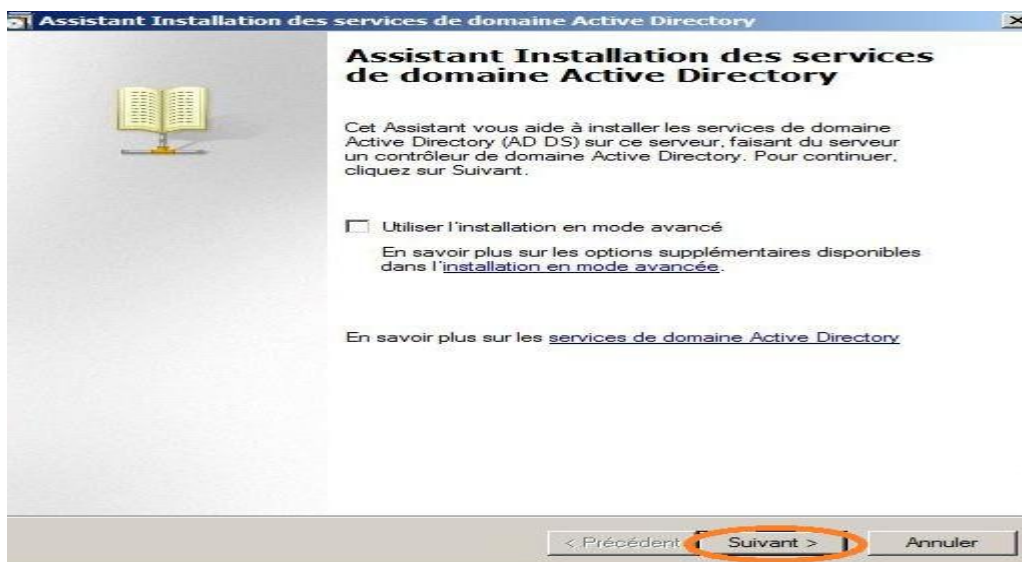 Assistant Installation des services de domaine Active Directory
Assistant Installation des services
de domaine Active Directory
Cet Assistant vous aide à installer les services de domaine
Active Directory (AD DS) sur ce serveur, faisant du serveur
un contrôleur de domaine Active Directory. Pour continuer,
cliquez sur Suivant.
Utiliser l'installation en mode avancé
En savoir plus sur les options supplémentaires disponibles
dans l'installation en mode avancée.
En savoir plus sur les services de domaine Active Directory
< Précédent Suivant > Annuler